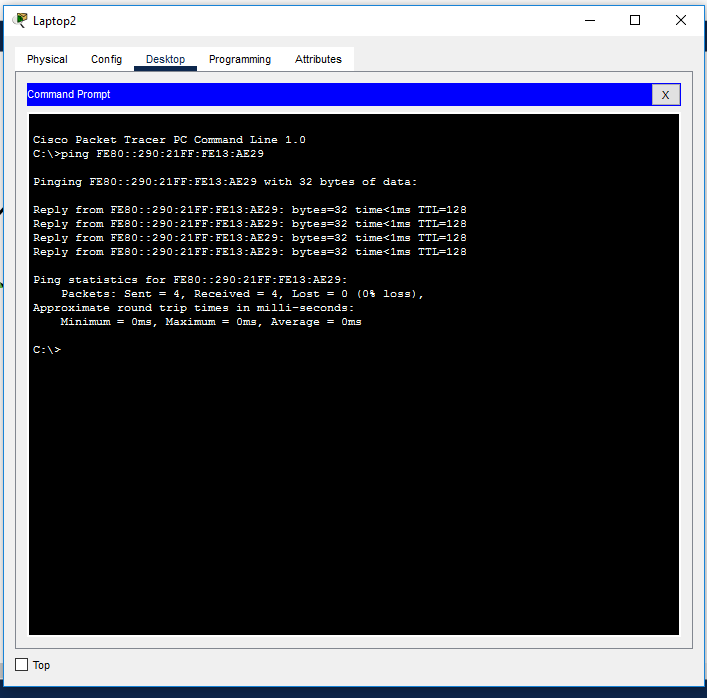 Laptop2
Physical Config Desktop Programming Attributes
Command Prompt X
Cisco Packet Tracer PC Command Line 1.0
C:\>ping FE80::290:21FF:FE13:AE29
Pinging FE80::290:21FF:FE13:AE29 with 32 bytes of data:
Reply from FE80::290:21FF:FE13:AE29: bytes=32 time<1ms TTL=128
Reply from FE80::290:21FF:FE13:AE29: bytes=32 time<1ms TTL=128
Reply from FE80::290:21FF:FE13:AE29: bytes=32 time<1ms TTL=128
Reply from FE80::290:21FF:FE13:AE29: bytes=32 time<1ms TTL=128
Ping statistics for FE80::290:21FF:FE13:AE29:
Packets: Sent = 4, Received = 4, Lost = 0 (0% loss),
Approximate round trip times in milli-seconds:
Minimum = 0ms, Maximum = 0ms, Average = 0ms
C:\>
Top